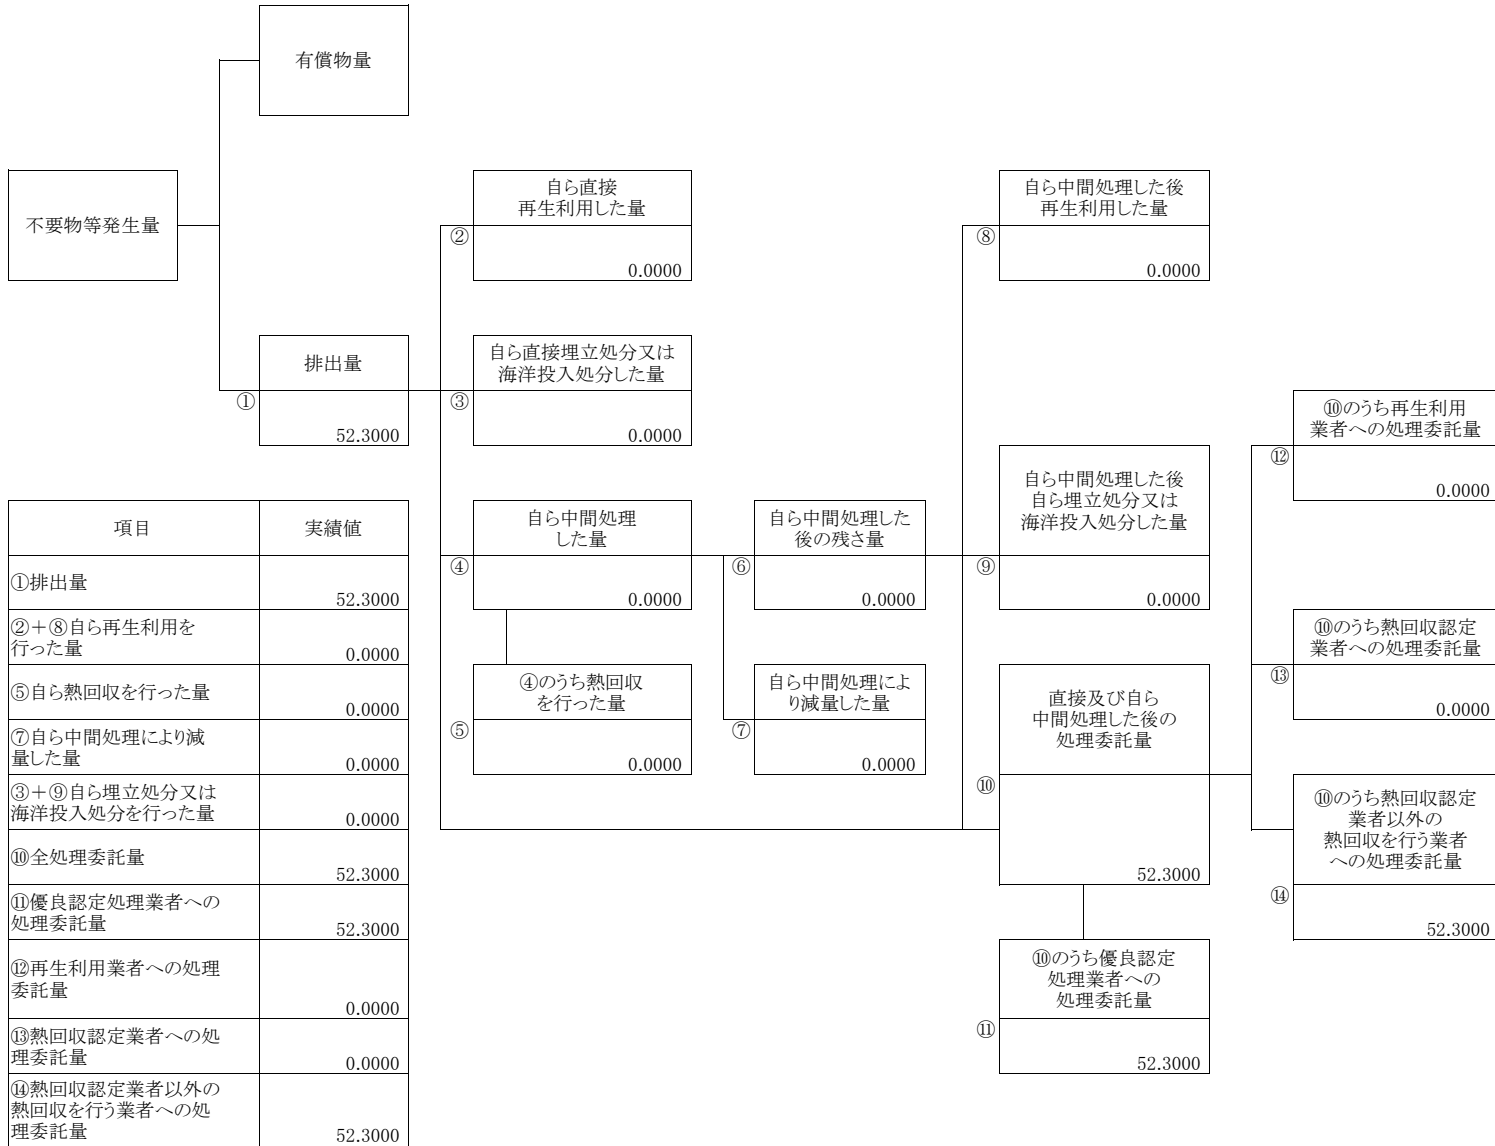 有償物量
不要物等発生量
自ら直接
再生利用した量
②
0.0000
自ら中間処理した後
再生利用した量
⑧
0.0000
排出量
①
52.3000
自ら直接埋立処分又は
海洋投入処分した量
③
0.0000
⑩のうち再生利用
業者への処理委託量
⑫
0.0000
自ら中間処理
した量
④
0.0000
自ら中間処理した
後の残さ量
⑥
0.0000
自ら中間処理した後
自ら埋立処分又は
海洋投入処分した量
⑨
0.0000
⑩のうち熱回収認定
業者への処理委託量
⑬
0.0000
④のうち熱回収
を行った量
⑤
0.0000
自ら中間処理によ
り減量した量
⑦
0.0000
直接及び自ら
中間処理した後の
処理委託量
⑩
52.3000
⑩のうち熱回収認定
業者以外の
熱回収を行う業者
への処理委託量
⑭
52.3000
⑩のうち優良認定
処理業者への
処理委託量
⑪
52.3000
項目 実績値
①排出量
52.3000
②+⑧自ら再生利用を
行った量
0.0000
⑤自ら熱回収を行った量
0.0000
⑦自ら中間処理により減
量した量
0.0000
③+⑨自ら埋立処分又は
海洋投入処分を行った量
0.0000
⑩全処理委託量
52.3000
⑪優良認定処理業者への
処理委託量
52.3000
⑫再生利用業者への処理
委託量
0.0000
⑬熱回収認定業者への処
理委託量
0.0000
⑭熱回収認定業者以外の
熱回収を行う業者への処
理委託量
52.3000